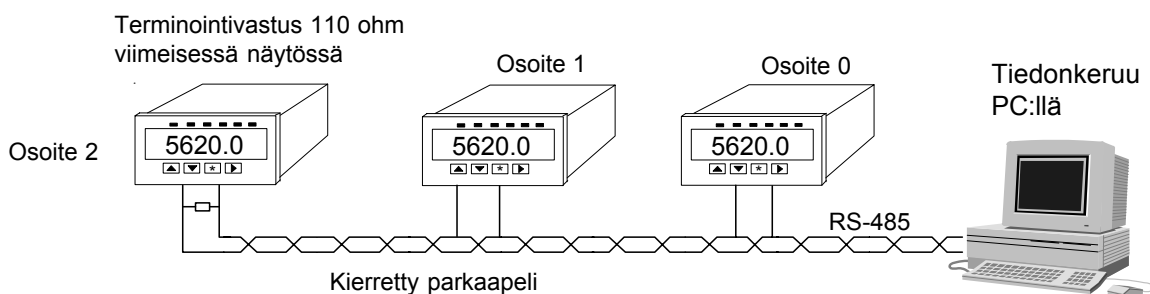 Terminointivastus 110 ohm
viimeisessä näytössä
Osoite 1
Osoite 0
Tiedonkeruu
PC:llä
Osoite 2
5620.0
5620.0
5620.0
RS-485
Kierretty parkaapeli